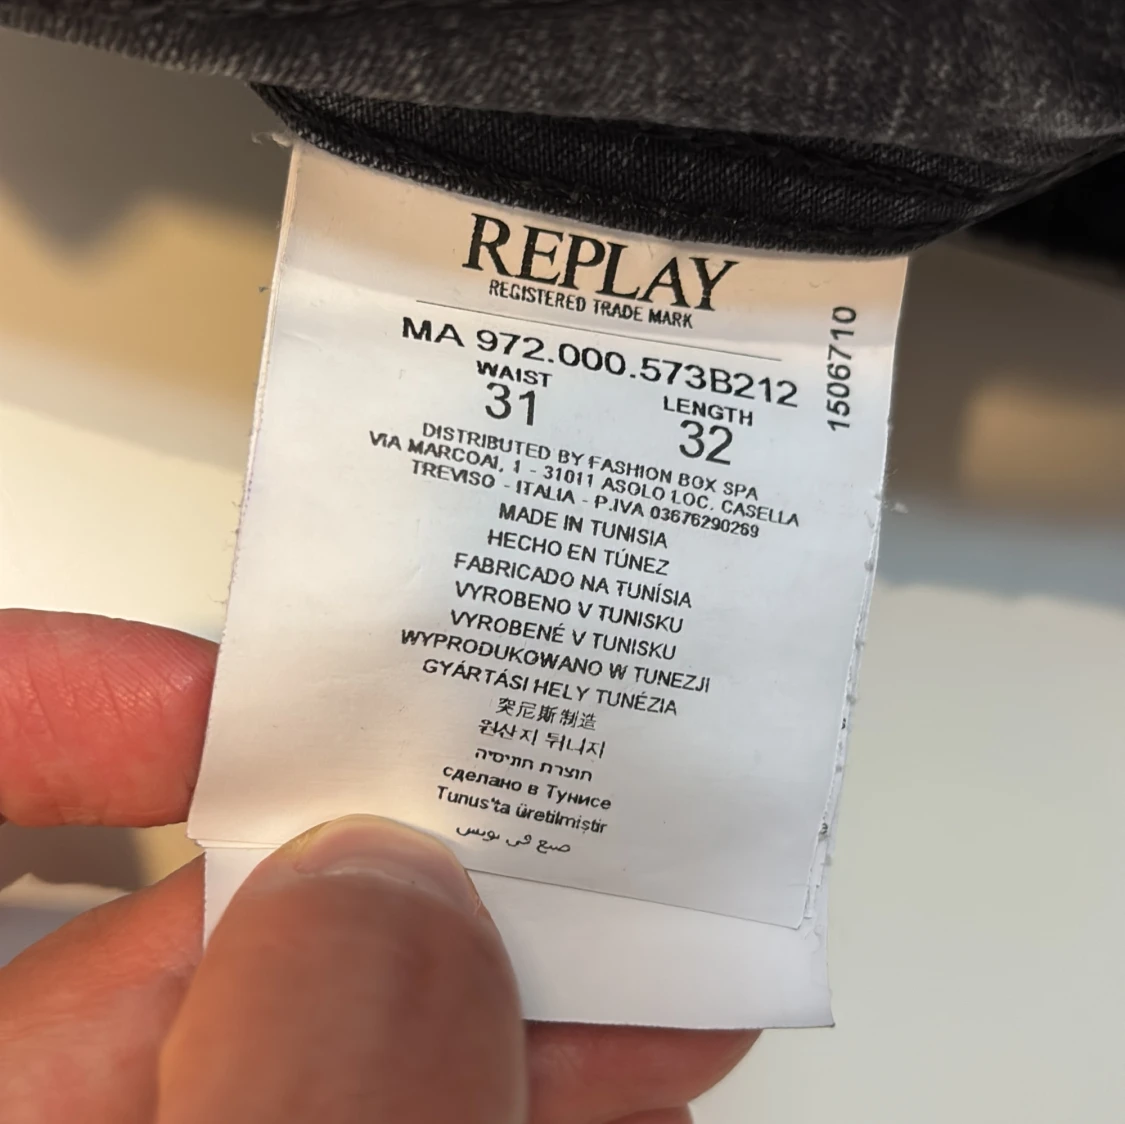 REPLAY
REGISTERED TRADE MARK
MA 972.000.573B212
1506710
WAIST
31
LENGTH
32
DISTRIBUTED BY FASHION BOX SPA
VIA MARCOAI, 1 - 31011 ASOLO LOC. CASELLA
TREVISO - ITALIA - P.IVA 03676290269
MADE IN TUNISIA
HECHO EN TÚNEZ
FABRICADO NA TUNÍSIA
VYROBENO V TUNISKU
VYROBENÉ V TUNISKU
WYPRODUKOWANO W TUNEZJI
GYÁRTÁSI HELY TUNÉZIA
突尼斯制造
원산지 튀니지
תוצרת תוניסיה
сделано в Тунисе
Tunus'ta üretilmiştir
صنع في تونس